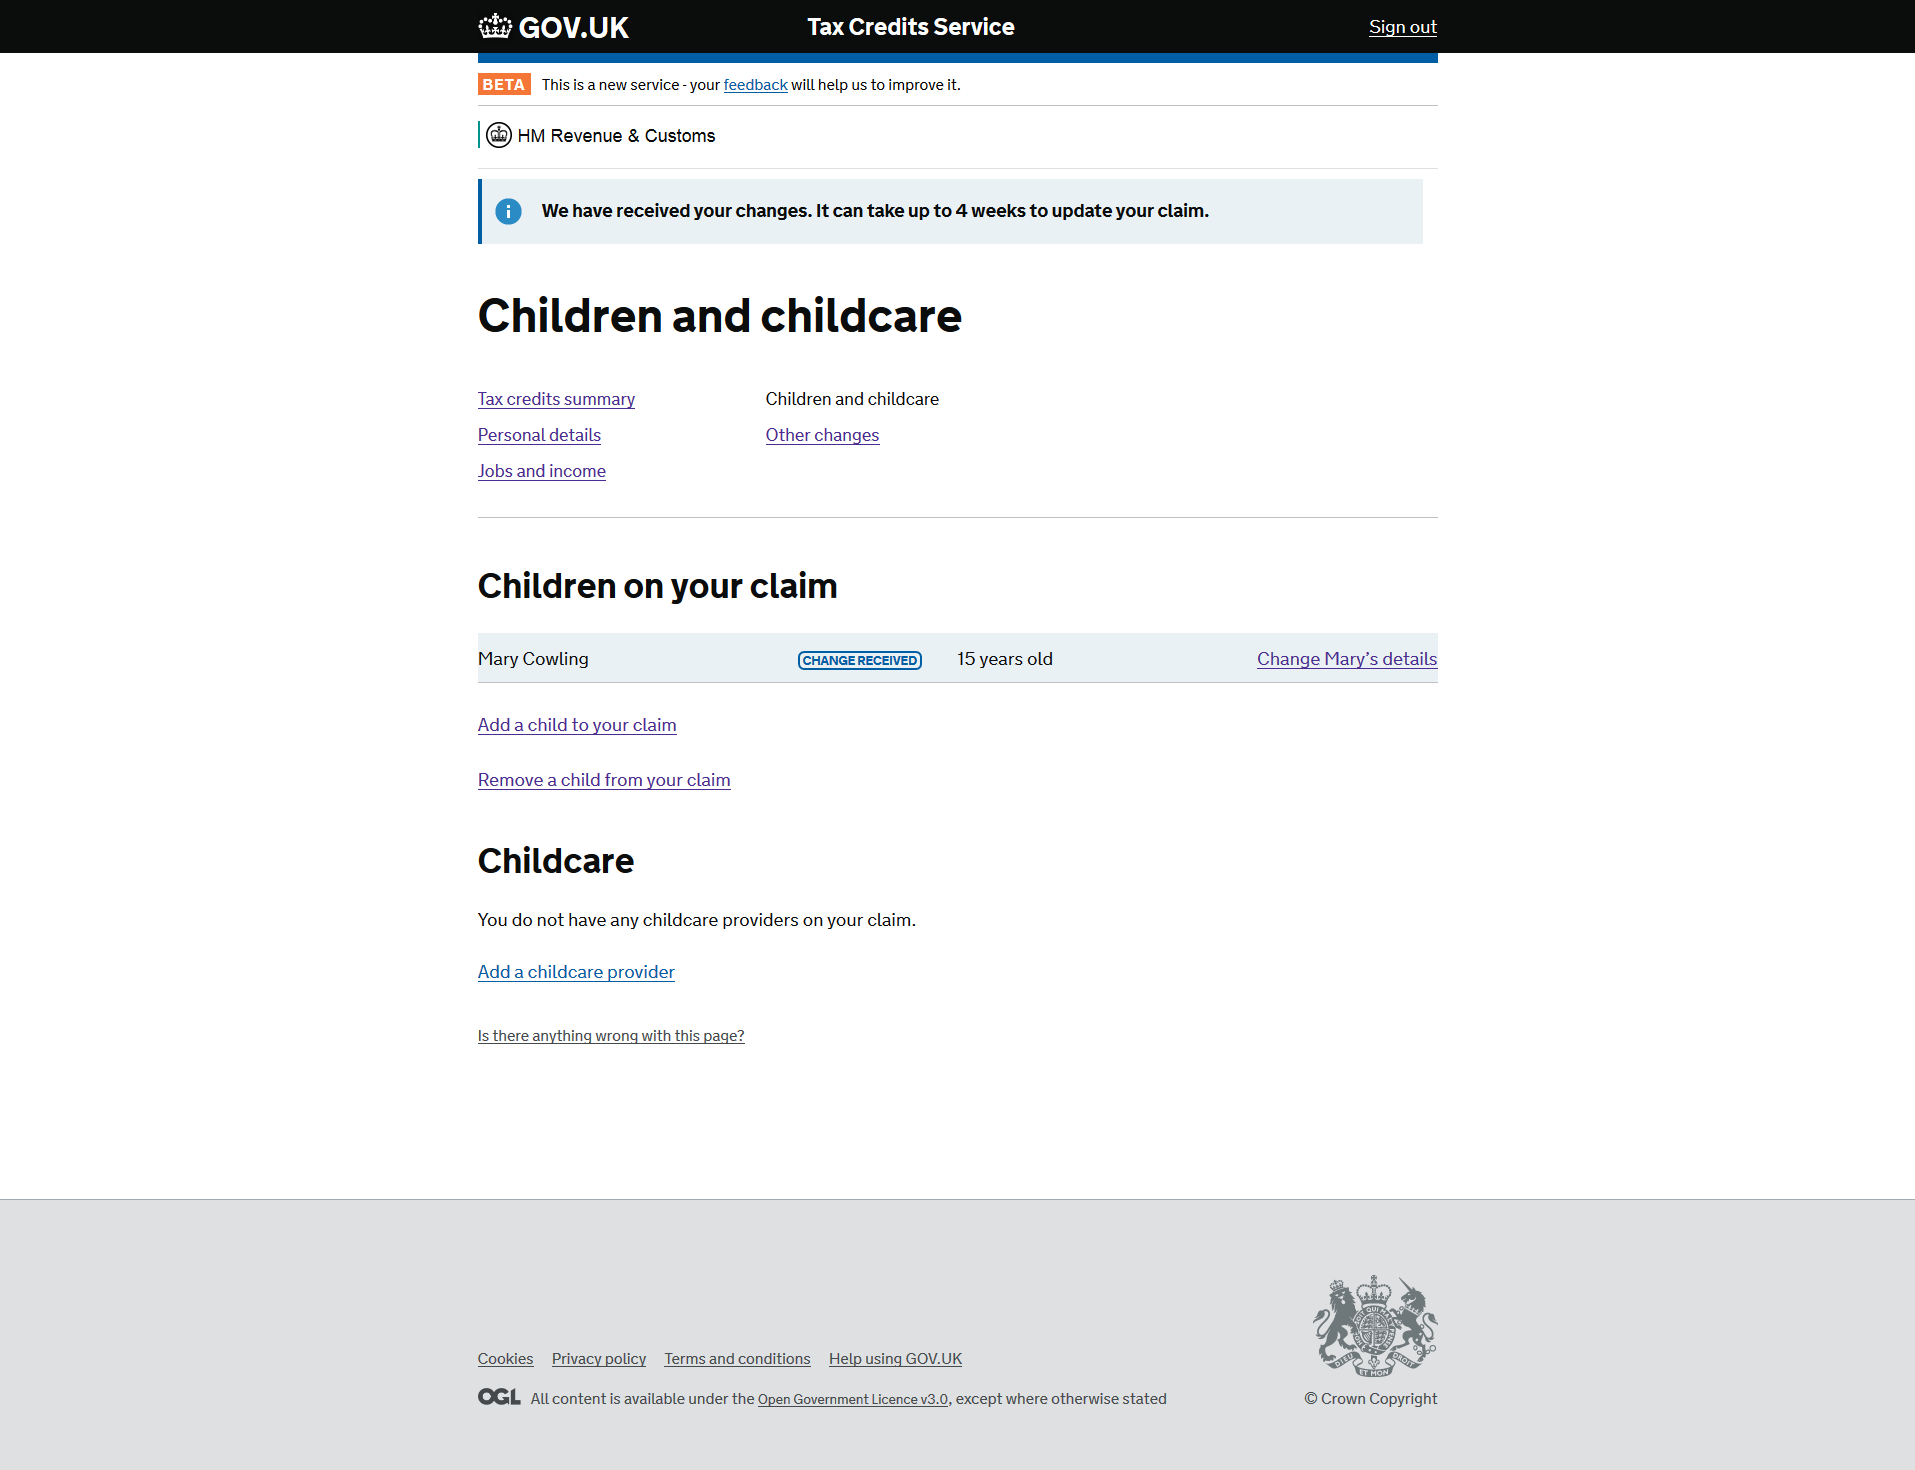 GOV.UK Tax Credits Service Sign out
BETA This is a new service - your feedback will help us to improve it.
HM Revenue & Customs
We have received your changes. It can take up to 4 weeks to update your claim.
Children and childcare
Tax credits summary
Personal details
Jobs and income
Children and childcare
Other changes
Children on your claim
Mary Cowling CHANGE RECEIVED 15 years old Change Mary’s details
Add a child to your claim
Remove a child from your claim
Childcare
You do not have any childcare providers on your claim.
Add a childcare provider
Is there anything wrong with this page?
Cookies Privacy policy Terms and conditions Help using GOV.UK
OGL All content is available under the Open Government Licence v3.0, except where otherwise stated
© Crown Copyright